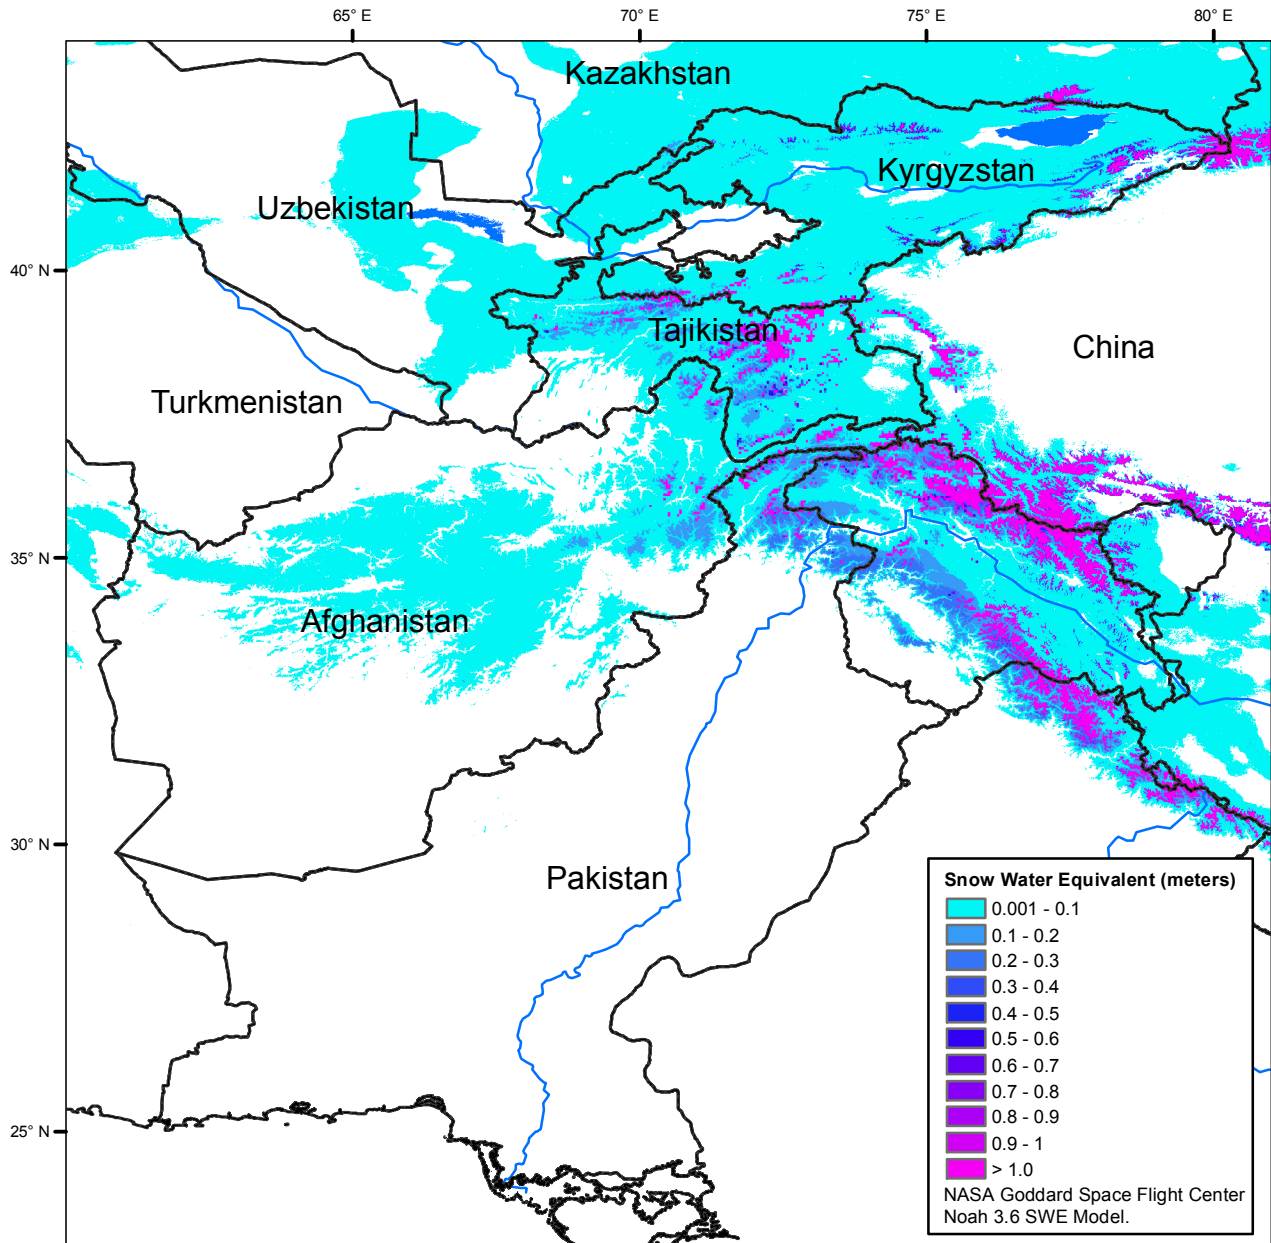 65° E
70° E
75° E
80° E
Kazakhstan
Kyrgyzstan
Uzbekistan
40° N
Tajikistan
China
Turkmenistan
35° N
Afghanistan
30° N
Pakistan
25° N
Snow Water Equivalent (meters)
0.001 - 0.1
0.1 - 0.2
0.2 - 0.3
0.3 - 0.4
0.4 - 0.5
0.5 - 0.6
0.6 - 0.7
0.7 - 0.8
0.8 - 0.9
0.9 - 1
> 1.0
NASA Goddard Space Flight Center
Noah 3.6 SWE Model.